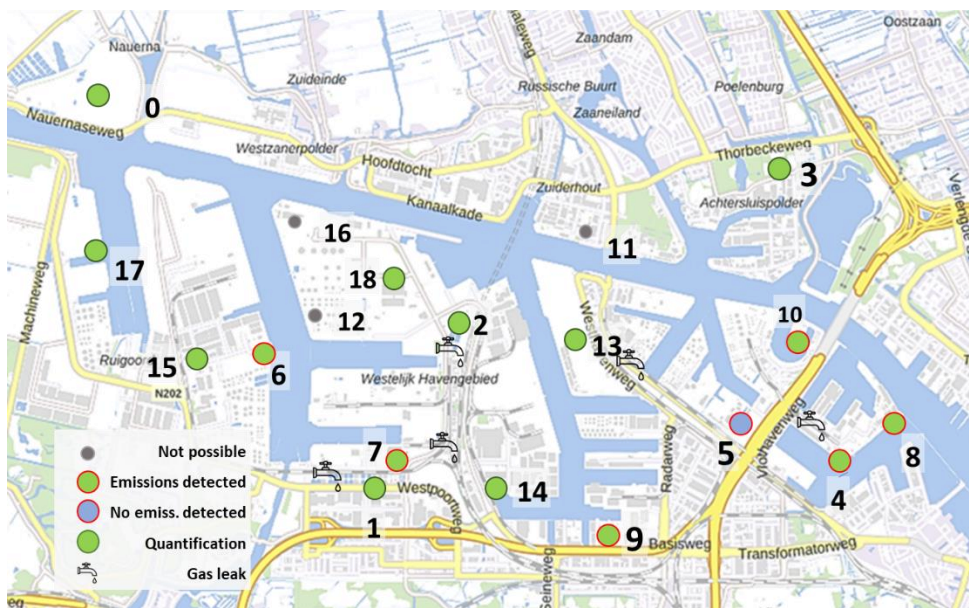 Nauerna
Oostzaan
Zuideinde
Zaandam
Russische Buurt
Poelenburg
Zaaneiland
0
Nauernaseweg
Westzanerpolder
Hoofdtocht
Thorbeckeweg
3
Zuiderhout
Achtersluispolder
Kanaalkade
16
11
17
18
Machineweg
12
2
10
13
15
Ruigoor
6
Westelijk Havengebied
N202
Not possible
7
Radarweg
5
Vlothavenweg
8
Emissions detected
Westpoortweg
14
4
No emiss. detected
1
9
Basisweg
Quantification
Transformatorweg
Gas leak
Seineweg